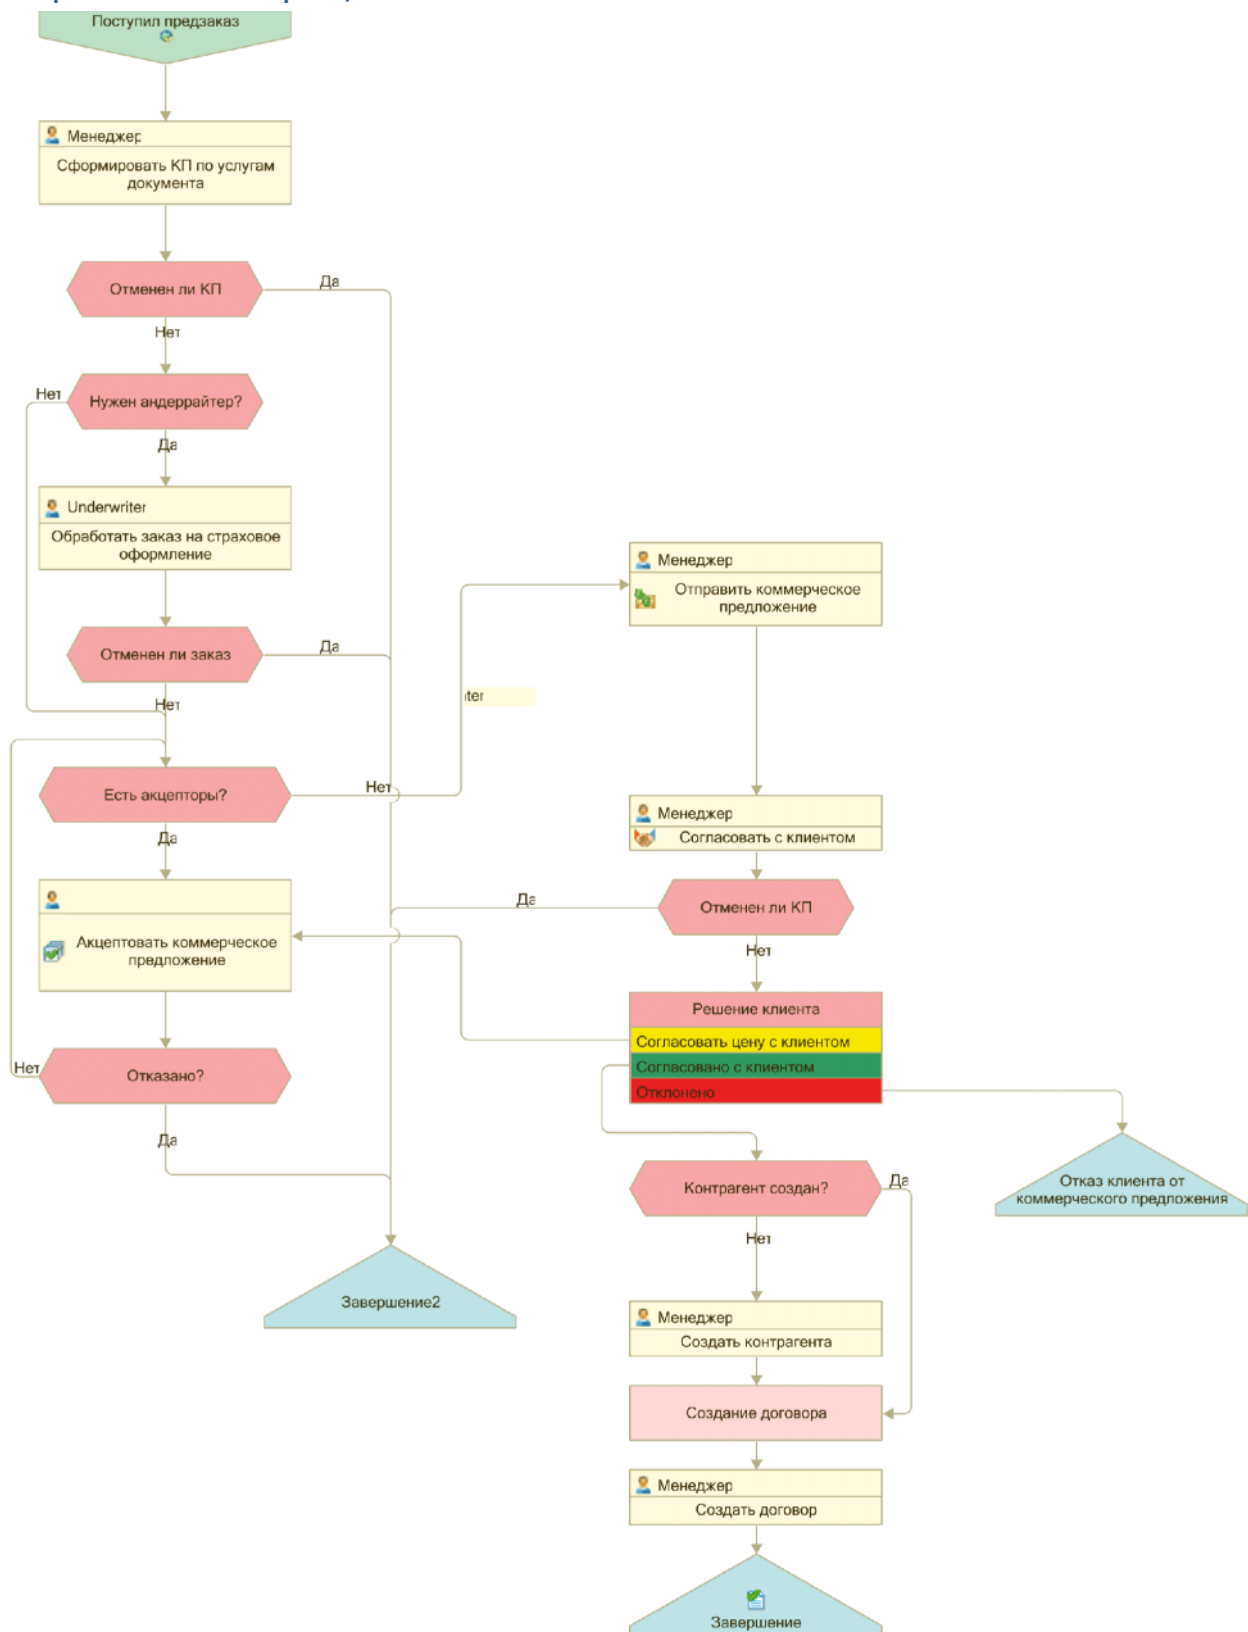 Поступил предзаказ
Менеджер
Сформировать КП по услугам
документа
Отменен ли КП
Да
Нет
Нужен андеррайтер?
Нет
Да
Underwriter
Обработать заказ на страховое
оформление
Отменен ли заказ
Да
Нет
Есть акцепторы?
Нет
Да
Акцептовать коммерческое
предложение
Отказано?
Нет
Да
Завершение2
Менеджер
Отправить коммерческое
предложение
ter
Менеджер
Согласовать с клиентом
Отменен ли КП
Да
Нет
Решение клиента
Согласовать цену с клиентом
Согласовано с клиентом
Отклонено
Отказ клиента от
коммерческого предложения
Контрагент создан?
Да
Нет
Менеджер
Создать контрагента
Создание договора
Менеджер
Создать договор
Завершение